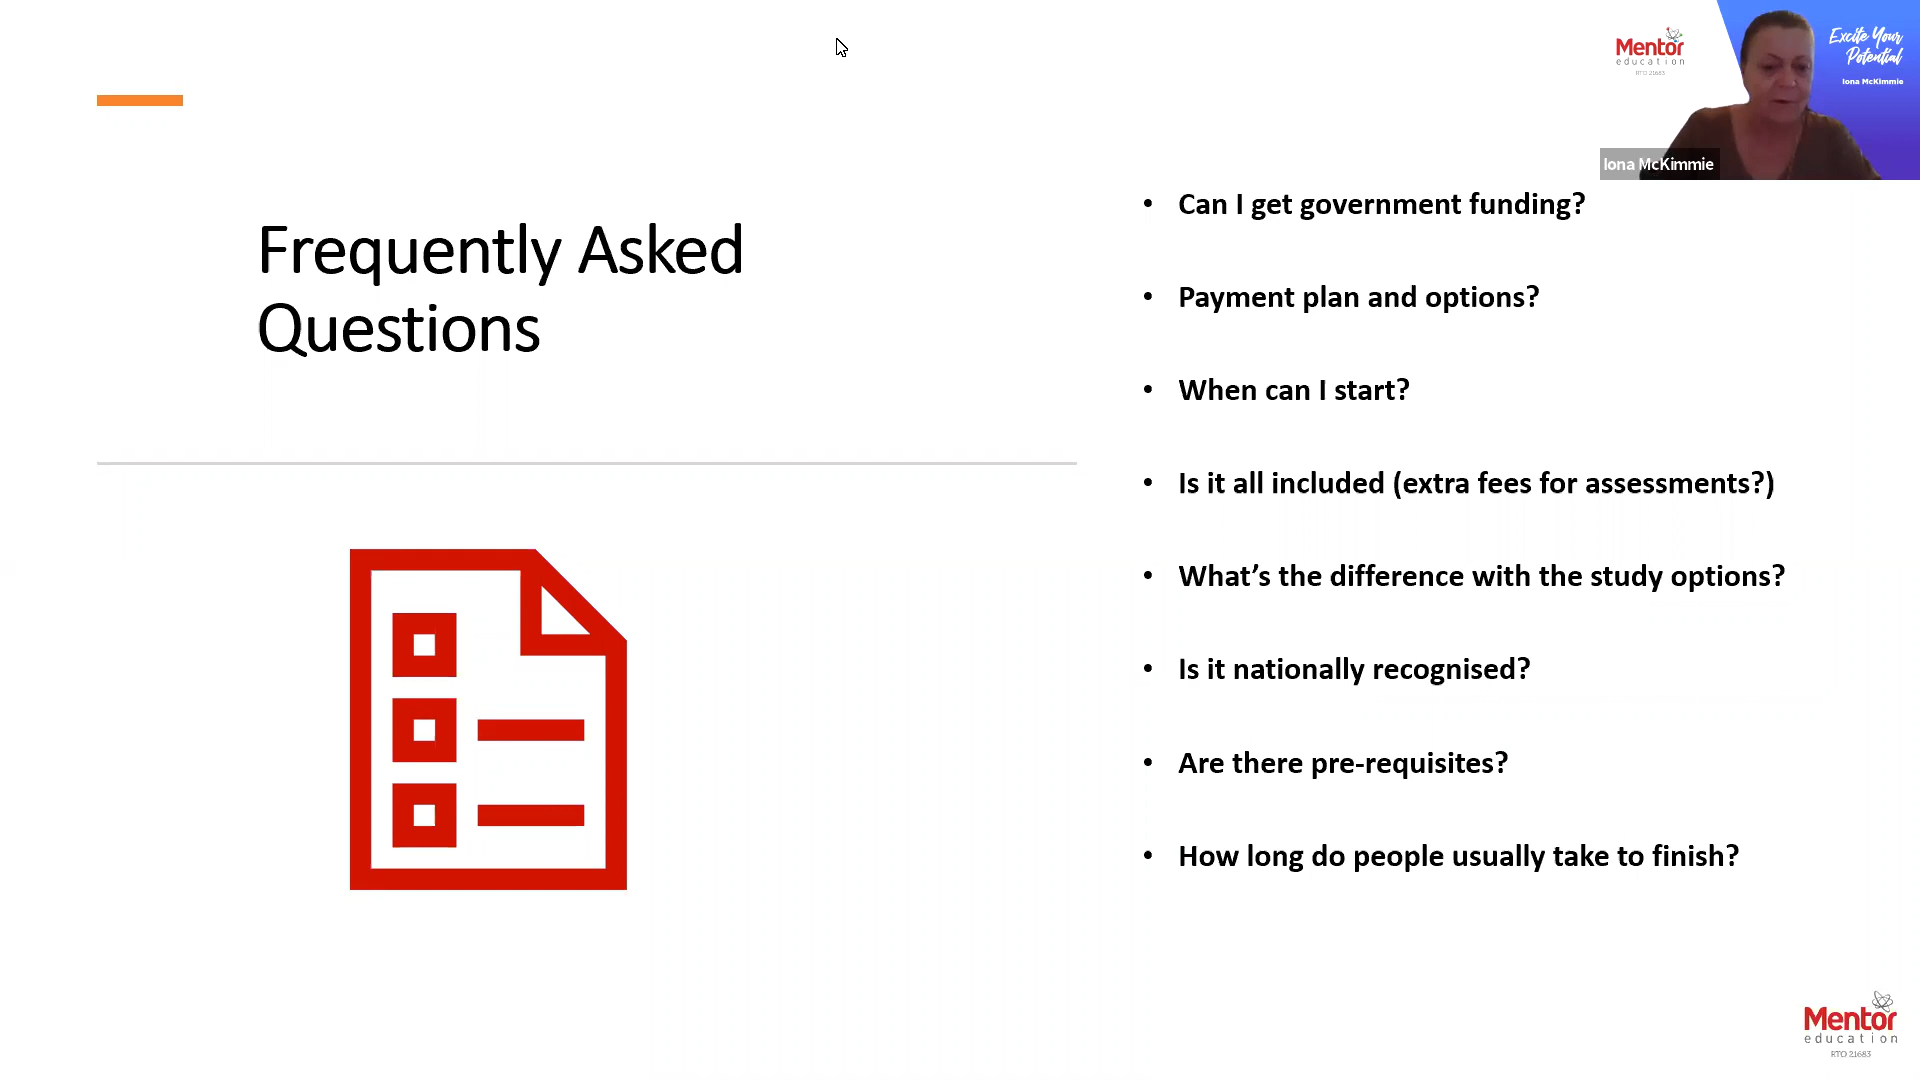 Mentor
education
RTO 21683
Excite Your
Potential
Iona McKimmie
Iona McKimmie
Frequently Asked
Questions
• Can I get government funding?
• Payment plan and options?
• When can I start?
• Is it all included (extra fees for assessments?)
• What’s the difference with the study options?
• Is it nationally recognised?
• Are there pre-requisites?
• How long do people usually take to finish?
Mentor
education
RTO 21683